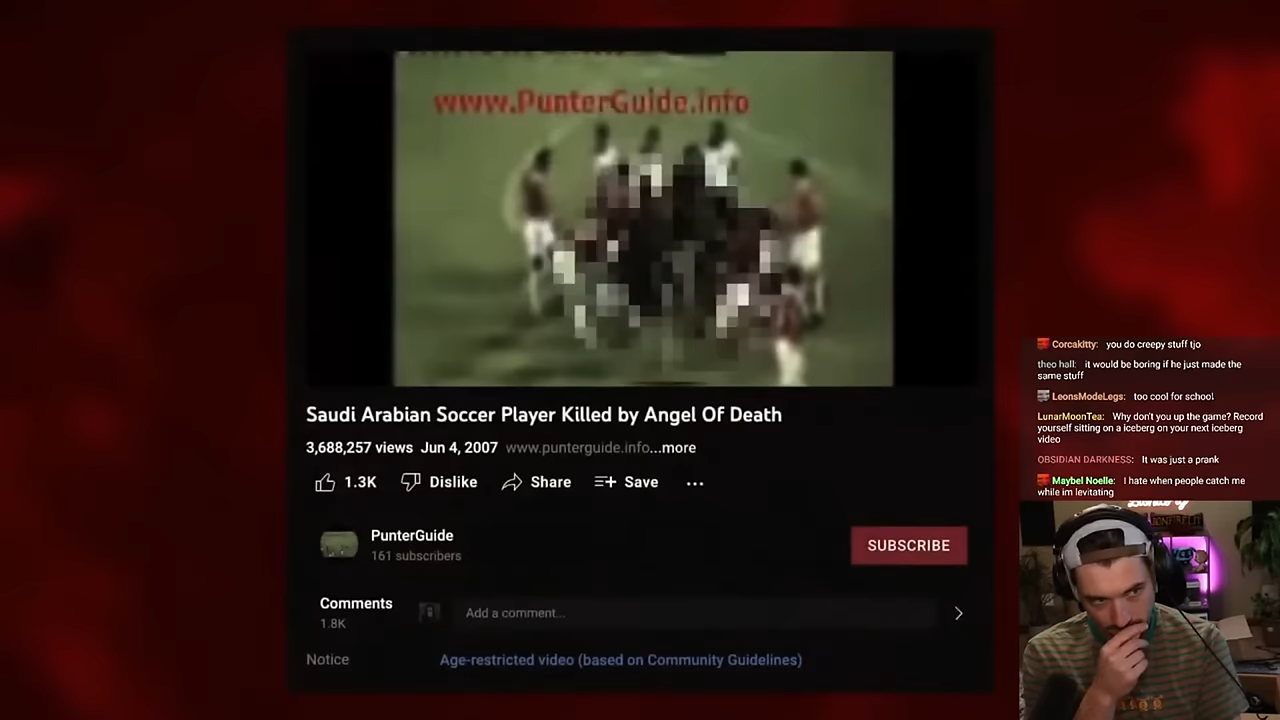 www.PunterGuide.info
Saudi Arabian Soccer Player Killed by Angel Of Death
3,688,257 views Jun 4, 2007 www.punterguide.info...more
1.3K Dislike Share Save ...
PunterGuide
161 subscribers
SUBSCRIBE
Comments
1.8K
Add a comment...
Notice Age-restricted video (based on Community Guidelines)
Corcakitty: you do creepy stuff tjo
theo hall: it would be boring if he just made the
same stuff
LeonsModeLegs: too cool for school
LunarMoonTea: Why don't you up the game? Record
yourself sitting on a iceberg on your next iceberg
video
OBSIDIAN DARKNESS: It was just a prank
Maybel Noelle: I hate when people catch me
while im levitating